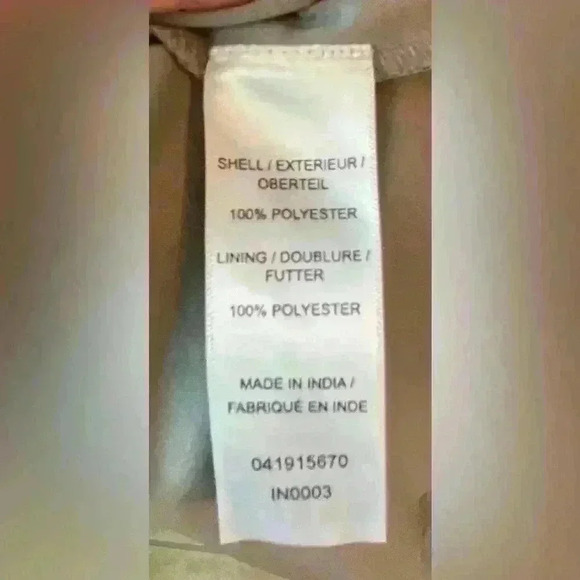 SHELL / EXTERIEUR /
OBERTEIL
100% POLYESTER
LINING / DOUBLURE /
FUTTER
100% POLYESTER
MADE IN INDIA /
FABRIQUÉ EN INDE
041915670
IN0003